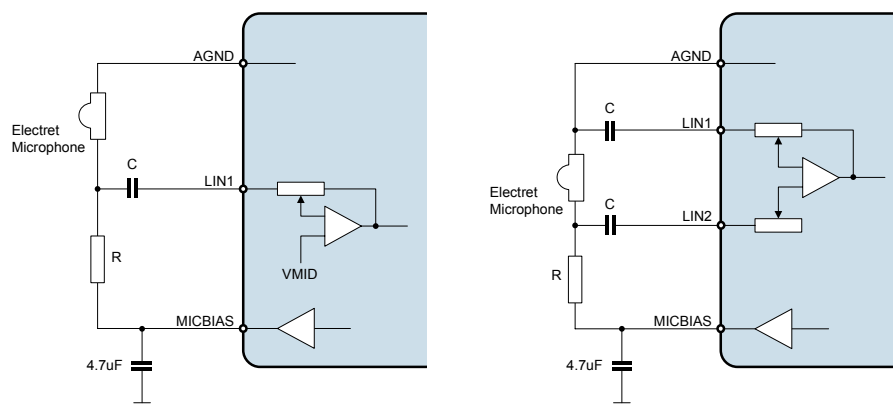 AGND
Electret
Microphone
C
LIN1
R
VMID
MICBIAS
4.7uF
AGND
C
LIN1
Electret
Microphone
C
LIN2
R
MICBIAS
4.7uF